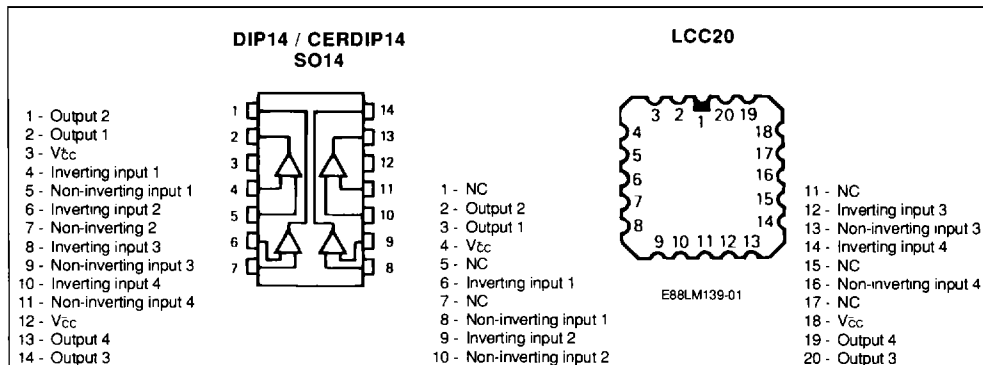 DIP14 / CERDIP14
SO14
1 - Output 2
2 - Output 1
3 - V⁺cc
4 - Inverting input 1
5 - Non-inverting input 1
6 - Inverting input 2
7 - Non-inverting 2
8 - Inverting input 3
9 - Non-inverting input 3
10 - Inverting input 4
11 - Non-inverting input 4
12 - V⁻cc
13 - Output 4
14 - Output 3
1 14
2 13
3 12
4 11
5 10
6 9
7 8
LCC20
3 2 1 20 19
4 18
5 17
6 16
7 15
8 14
9 10 11 12 13
E88LM139-01
1 - NC
2 - Output 2
3 - Output 1
4 - V⁺cc
5 - NC
6 - Inverting input 1
7 - NC
8 - Non-inverting input 1
9 - Inverting input 2
10 - Non-inverting input 2
11 - NC
12 - Inverting input 3
13 - Non-inverting input 3
14 - Inverting input 4
15 - NC
16 - Non-inverting input 4
17 - NC
18 - V⁻cc
19 - Output 4
20 - Output 3